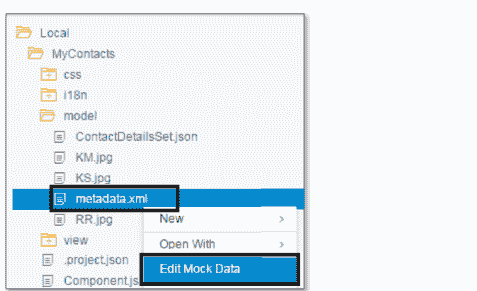 Local
MyContacts
css
i18n
model
ContactDetailsSet.json
KM.jpg
KS.jpg
metadata.xml
RR.jpg
New
view
Open With
.project.json
Edit Mock Data
Component.js